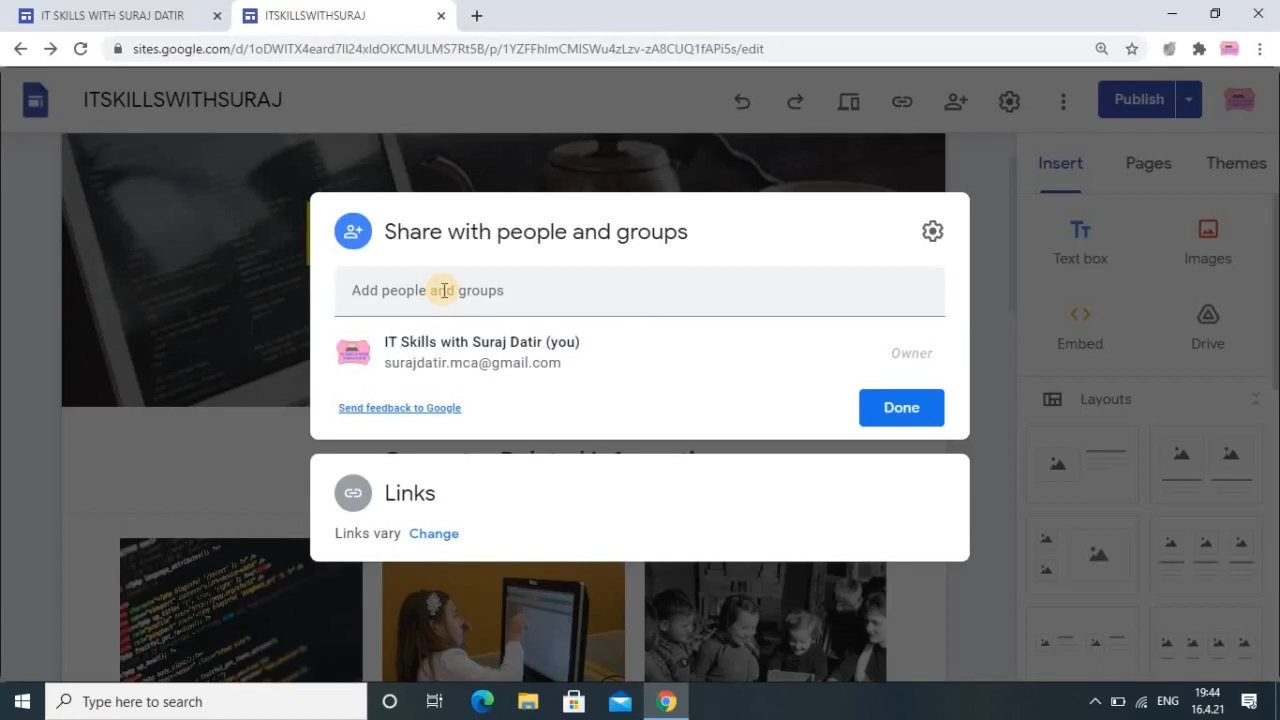 IT SKILLS WITH SURAJ DATIR
ITSKILLSWITHSURAJ
sites.google.com/d/1oDWITX4eard7lI24xldOKCMULMS7Rt5B/p/1YZFFhlmCMISWu4zLzv-zA8CUQ1fAPi5s/edit
ITSKILLSWITHSURAJ
Publish
Insert
Pages
Themes
Share with people and groups
Text box
Images
Add people and groups
Embed
Drive
IT Skills with Suraj Datir (you)
surajdatir.mca@gmail.com
Owner
Send feedback to Google
Done
Layouts
Links
Links vary Change
Type here to search
ENG
19:44
16.4.21